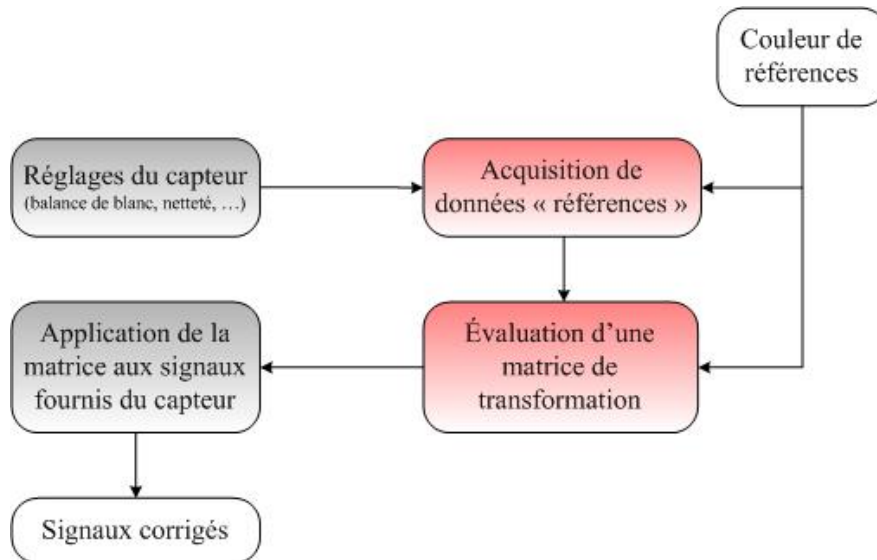 Couleur de
références
Réglages du capteur
(balance de blanc, netteté, …)
Acquisition de
données « références »
Application de la
matrice aux signaux
fournis du capteur
Évaluation d’une
matrice de
transformation
Signaux corrigés